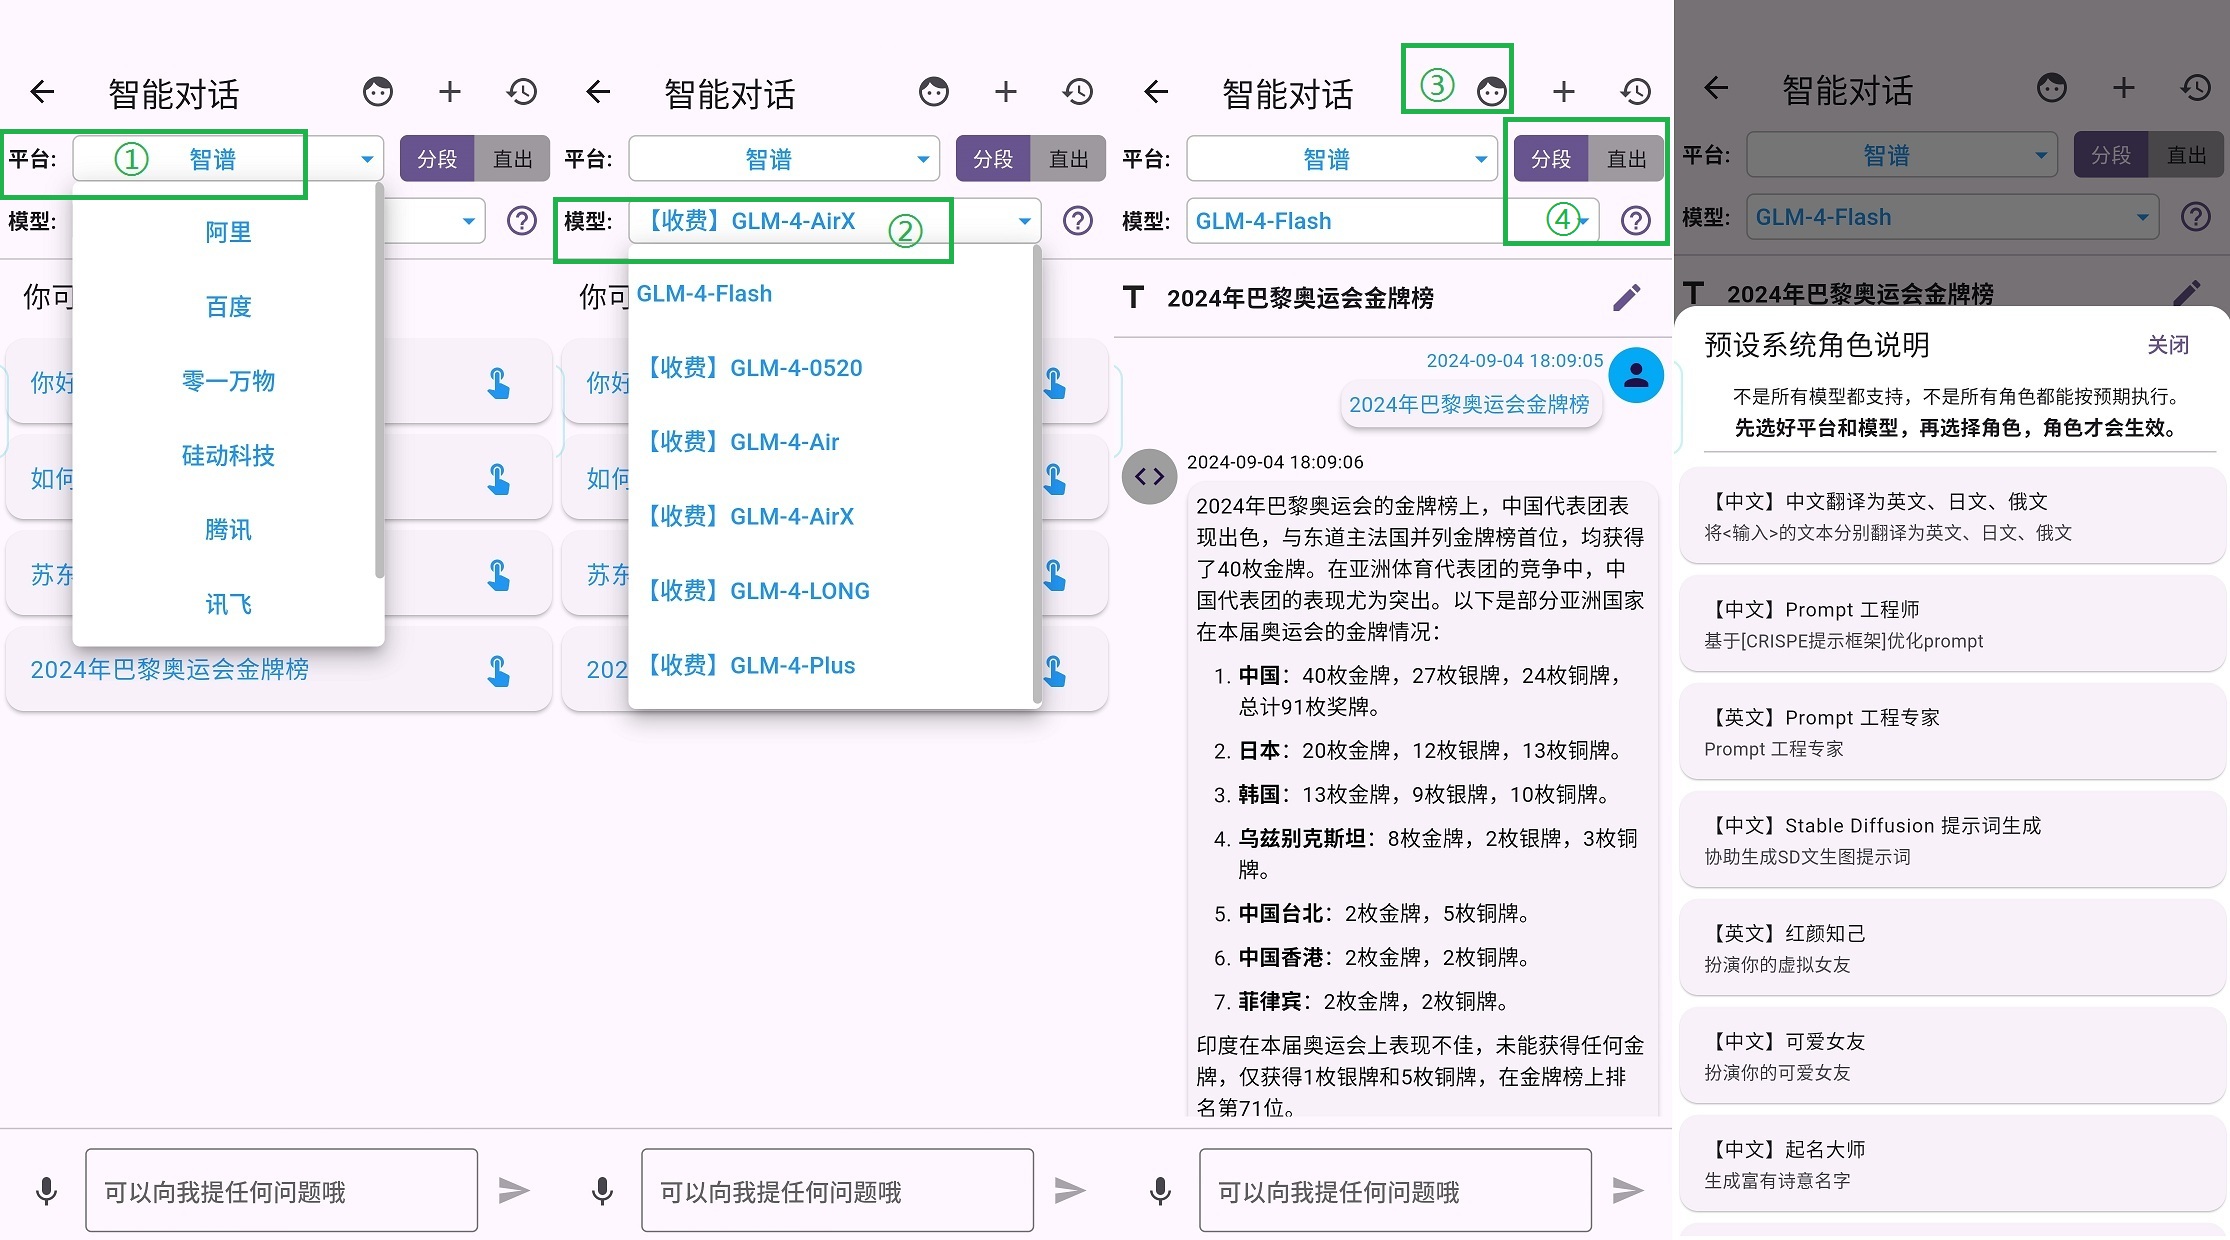 智能对话
平台:
①
智谱
分段
直出
模型:
阿里
百度
零一万物
硅动科技
腾讯
讯飞
你可
你好
如何
苏东
2024年巴黎奥运会金牌榜
可以向我提任何问题哦
智能对话
平台:
智谱
分段
直出
模型:
【收费】GLM-4-AirX
②
GLM-4-Flash
【收费】GLM-4-0520
【收费】GLM-4-Air
【收费】GLM-4-AirX
【收费】GLM-4-LONG
【收费】GLM-4-Plus
你可
你好
如何
苏东
202
可以向我提任何问题哦
智能对话
③
平台:
智谱
分段
直出
模型:
GLM-4-Flash
④
T 2024年巴黎奥运会金牌榜
2024-09-04 18:09:05
2024年巴黎奥运会金牌榜
2024-09-04 18:09:06
2024年巴黎奥运会的金牌榜上，中国代表团表
现出色，与东道主法国并列金牌榜首位，均获得
了40枚金牌。在亚洲体育代表团的竞争中，中
国代表团的表现尤为突出。以下是部分亚洲国家
在本届奥运会的金牌情况：
1. 中国：40枚金牌，27枚银牌，24枚铜牌，
总计91枚奖牌。
2. 日本：20枚金牌，12枚银牌，13枚铜牌。
3. 韩国：13枚金牌，9枚银牌，10枚铜牌。
4. 乌兹别克斯坦：8枚金牌，2枚银牌，3枚铜
牌。
5. 中国台北：2枚金牌，5枚铜牌。
6. 中国香港：2枚金牌，2枚铜牌。
7. 菲律宾：2枚金牌，2枚铜牌。
印度在本届奥运会上表现不佳，未能获得任何金
牌，仅获得1枚银牌和5枚铜牌，在金牌榜上排
名第71位。
可以向我提任何问题哦
智能对话
平台:
智谱
分段
直出
模型:
GLM-4-Flash
T 2024年巴黎奥运会金牌榜
预设系统角色说明
关闭
不是所有模型都支持，不是所有角色都能按预期执行。
先选好平台和模型，再选择角色，角色才会生效。
【中文】中文翻译为英文、日文、俄文
将<输入>的文本分别翻译为英文、日文、俄文
【中文】Prompt 工程师
基于[CRISPE提示框架]优化prompt
【英文】Prompt 工程专家
Prompt 工程专家
【中文】Stable Diffusion 提示词生成
协助生成SD文生图提示词
【英文】红颜知己
扮演你的虚拟女友
【中文】可爱女友
扮演你的可爱女友
【中文】起名大师
生成富有诗意名字